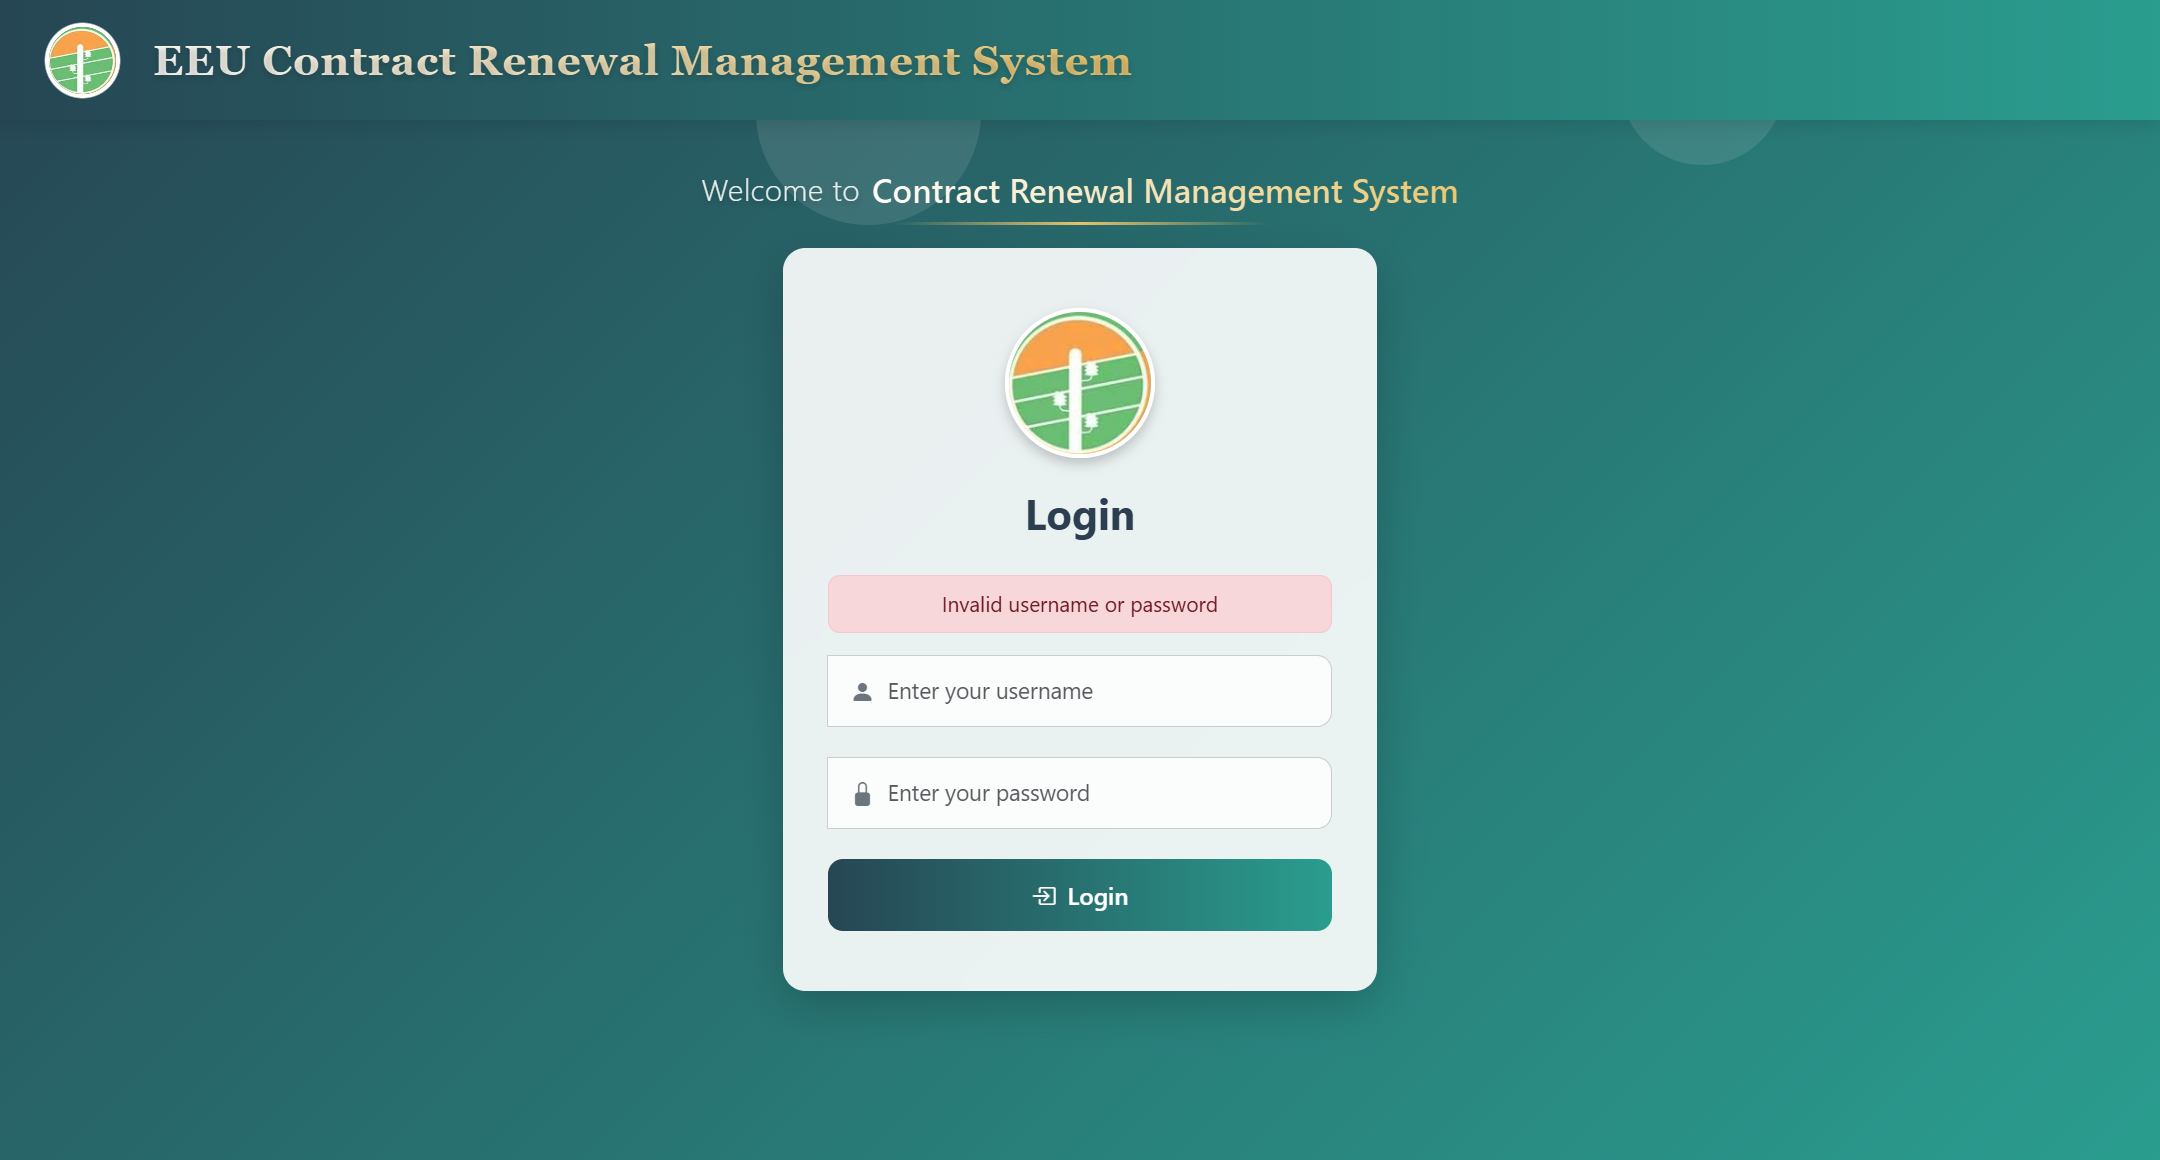 EEU Contract Renewal Management System
Welcome to Contract Renewal Management System
Login
Invalid username or password
Enter your username
Enter your password
Login